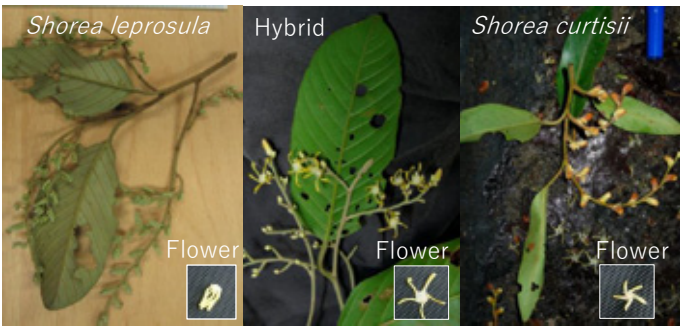 Shorea leprosula
Hybrid
Shorea curtisii
Flower
Flower
Flower